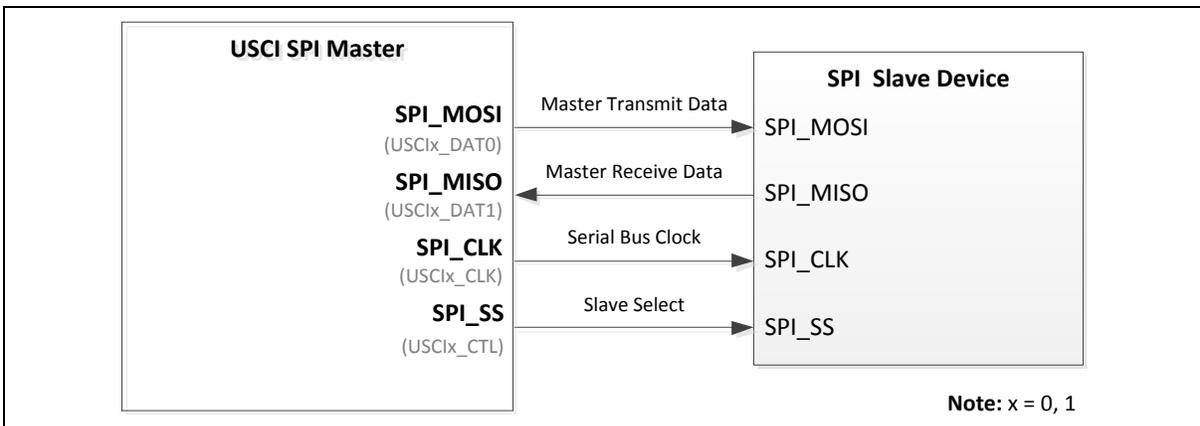 USCI SPI Master
SPI_MOSI
(USCIx_DAT0)
SPI_MISO
(USCIx_DAT1)
SPI_CLK
(USCIx_CLK)
SPI_SS
(USCIx_CTL)
Master Transmit Data
Master Receive Data
Serial Bus Clock
Slave Select
SPI Slave Device
SPI_MOSI
SPI_MISO
SPI_CLK
SPI_SS
Note: x = 0, 1